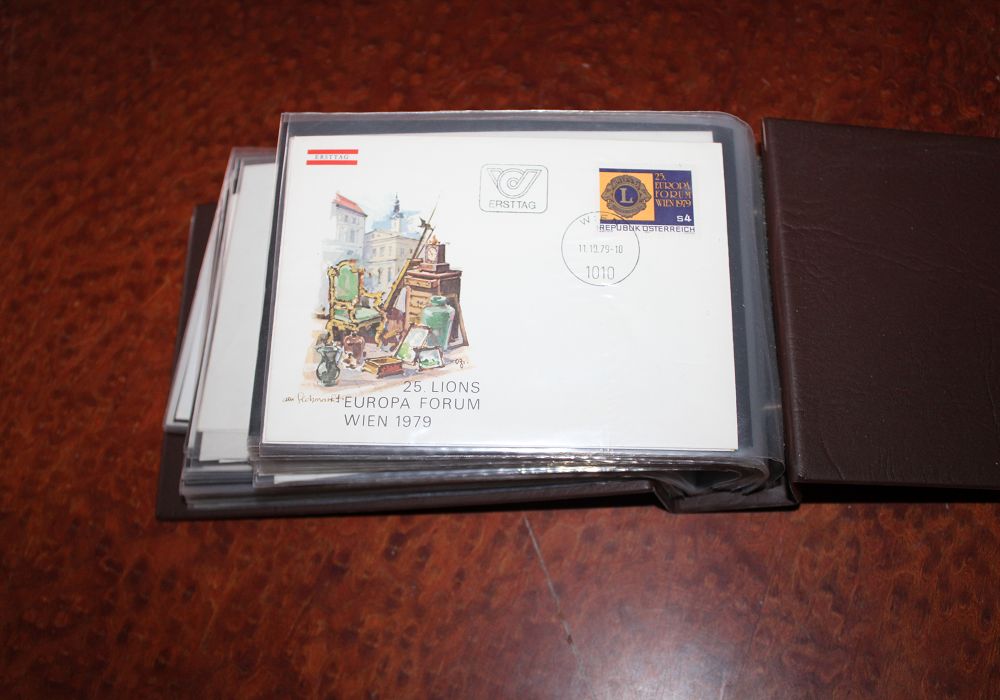 ERSTTAG
ERSTTAG
25.
EUROPA
FORUM
WIEN 1979
L
S4
REPUBLIK ÖSTERREICH
WIEN
11.10.79-10
1010
25. LIONS
EUROPA FORUM
WIEN 1979